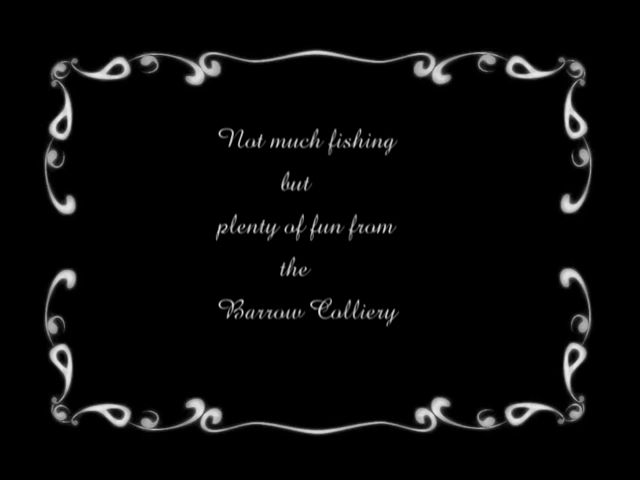 Not much fishing
but
plenty of fun from
the
Barrow Colliery